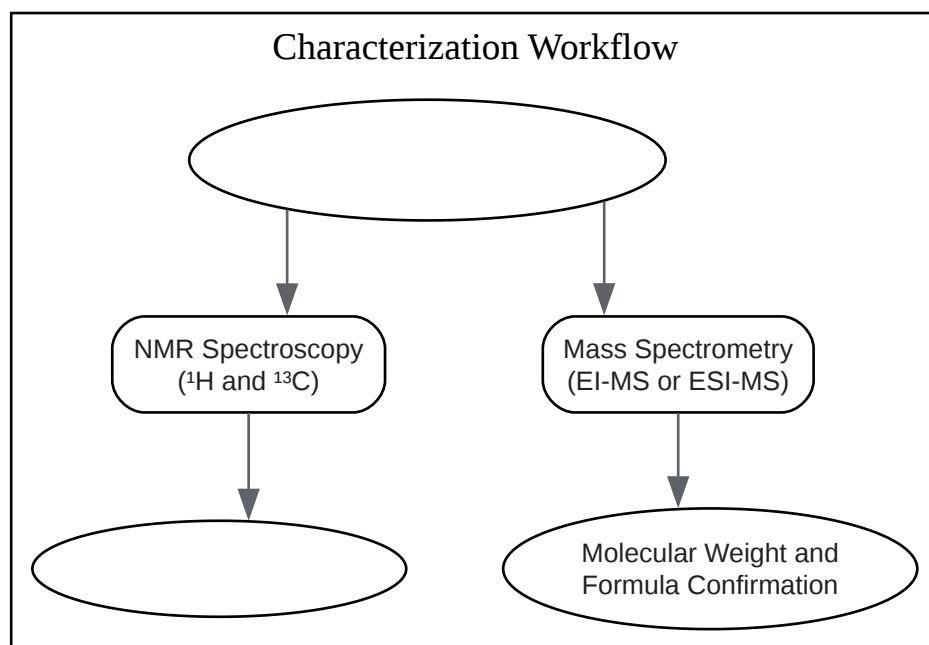 Characterization Workflow
NMR Spectroscopy
(¹H and ¹³C)
Mass Spectrometry
(EI-MS or ESI-MS)
Molecular Weight and
Formula Confirmation